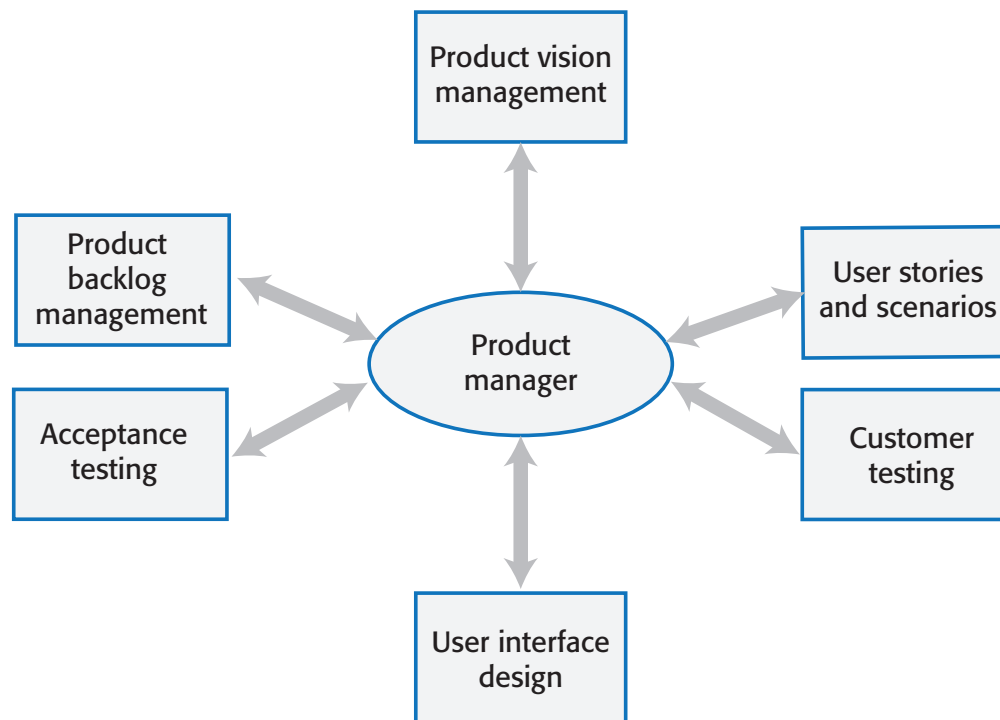 Product vision
management
Product
backlog
management
User stories
and scenarios
Product
manager
Acceptance
testing
Customer
testing
User interface
design